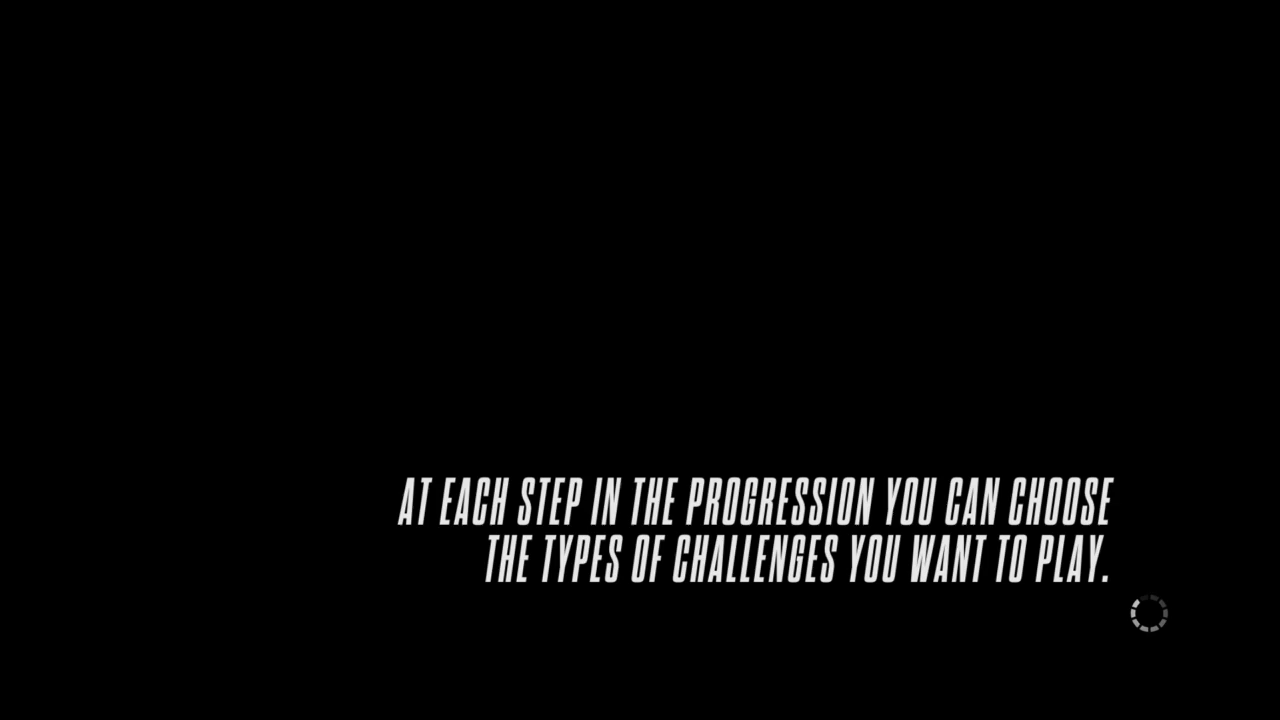 AT EACH STEP IN THE PROGRESSION YOU CAN CHOOSE
THE TYPES OF CHALLENGES YOU WANT TO PLAY.